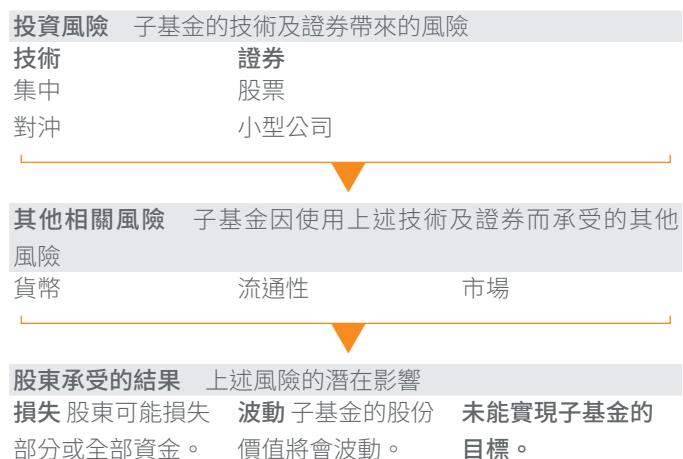 投資風險 子基金的技術及證券帶來的風險
技術 證券
集中 股票
對沖 小型公司
其他相關風險 子基金因使用上述技術及證券而承受的其他
風險
貨幣 流通性 市場
股東承受的結果 上述風險的潛在影響
損失 股東可能損失 波動 子基金的股份 未能實現子基金的
部分或全部資金。 價值將會波動。 目標。